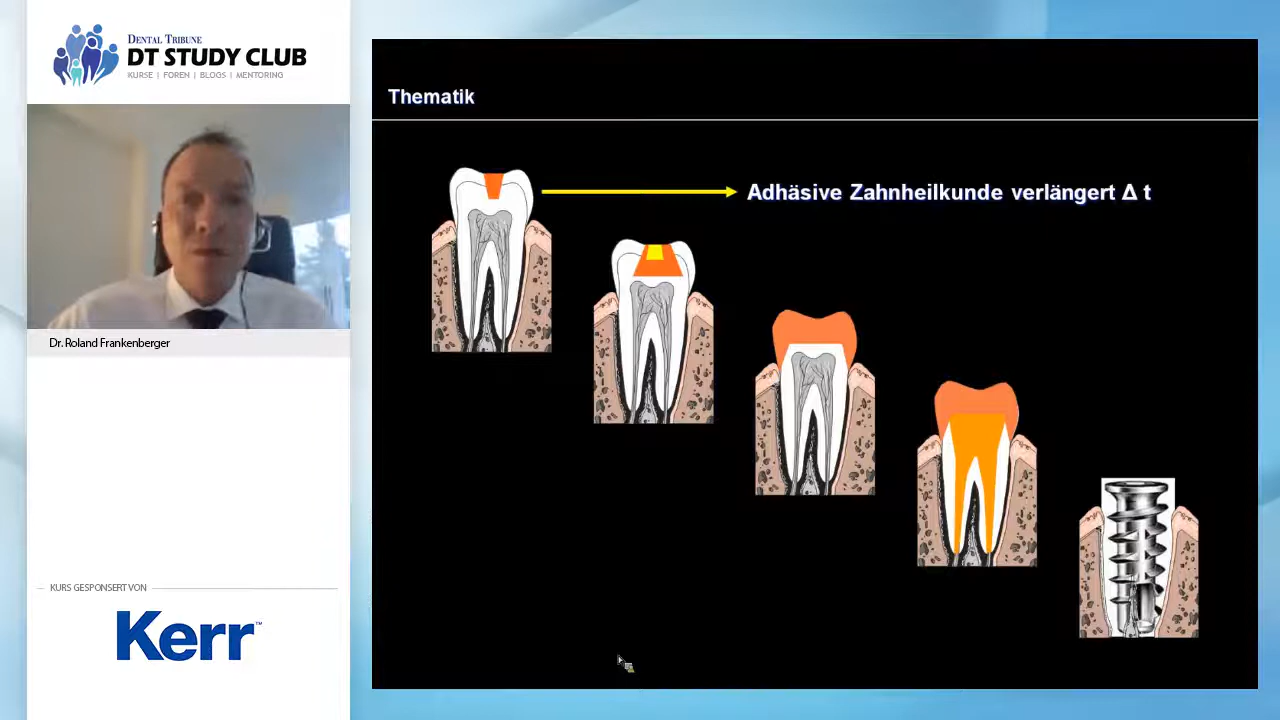 DENTAL TRIBUNE
DT STUDY CLUB
KURSE | FOREN | BLOGS | MENTORING
Thematik
Adhäsive Zahnheilkunde verlängert Δ t
Dr. Roland Frankenberger
KURS GESPONSERT VON
Kerr™